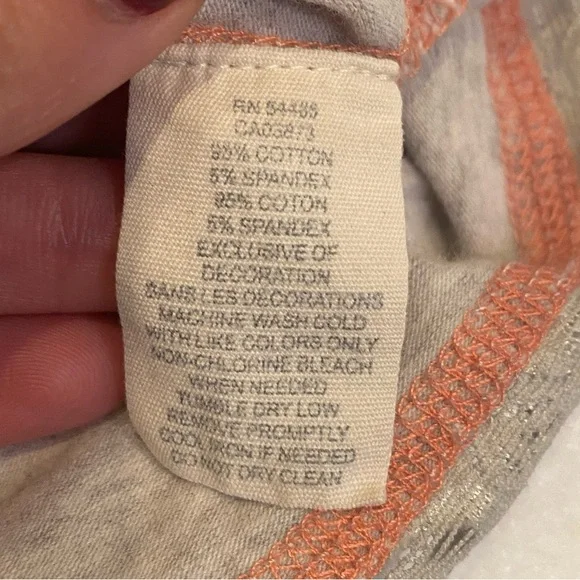 RN 54485
CA05873
95% COTTON
5% SPANDEX
95% COTON
5% SPANDEX
EXCLUSIVE OF
DECORATION
SANS LES DECORATIONS
MACHINE WASH COLD
WITH LIKE COLORS ONLY
NON-CHLORINE BLEACH
WHEN NEEDED
TUMBLE DRY LOW
REMOVE PROMPTLY
COOL IRON IF NEEDED
DO NOT DRY CLEAN